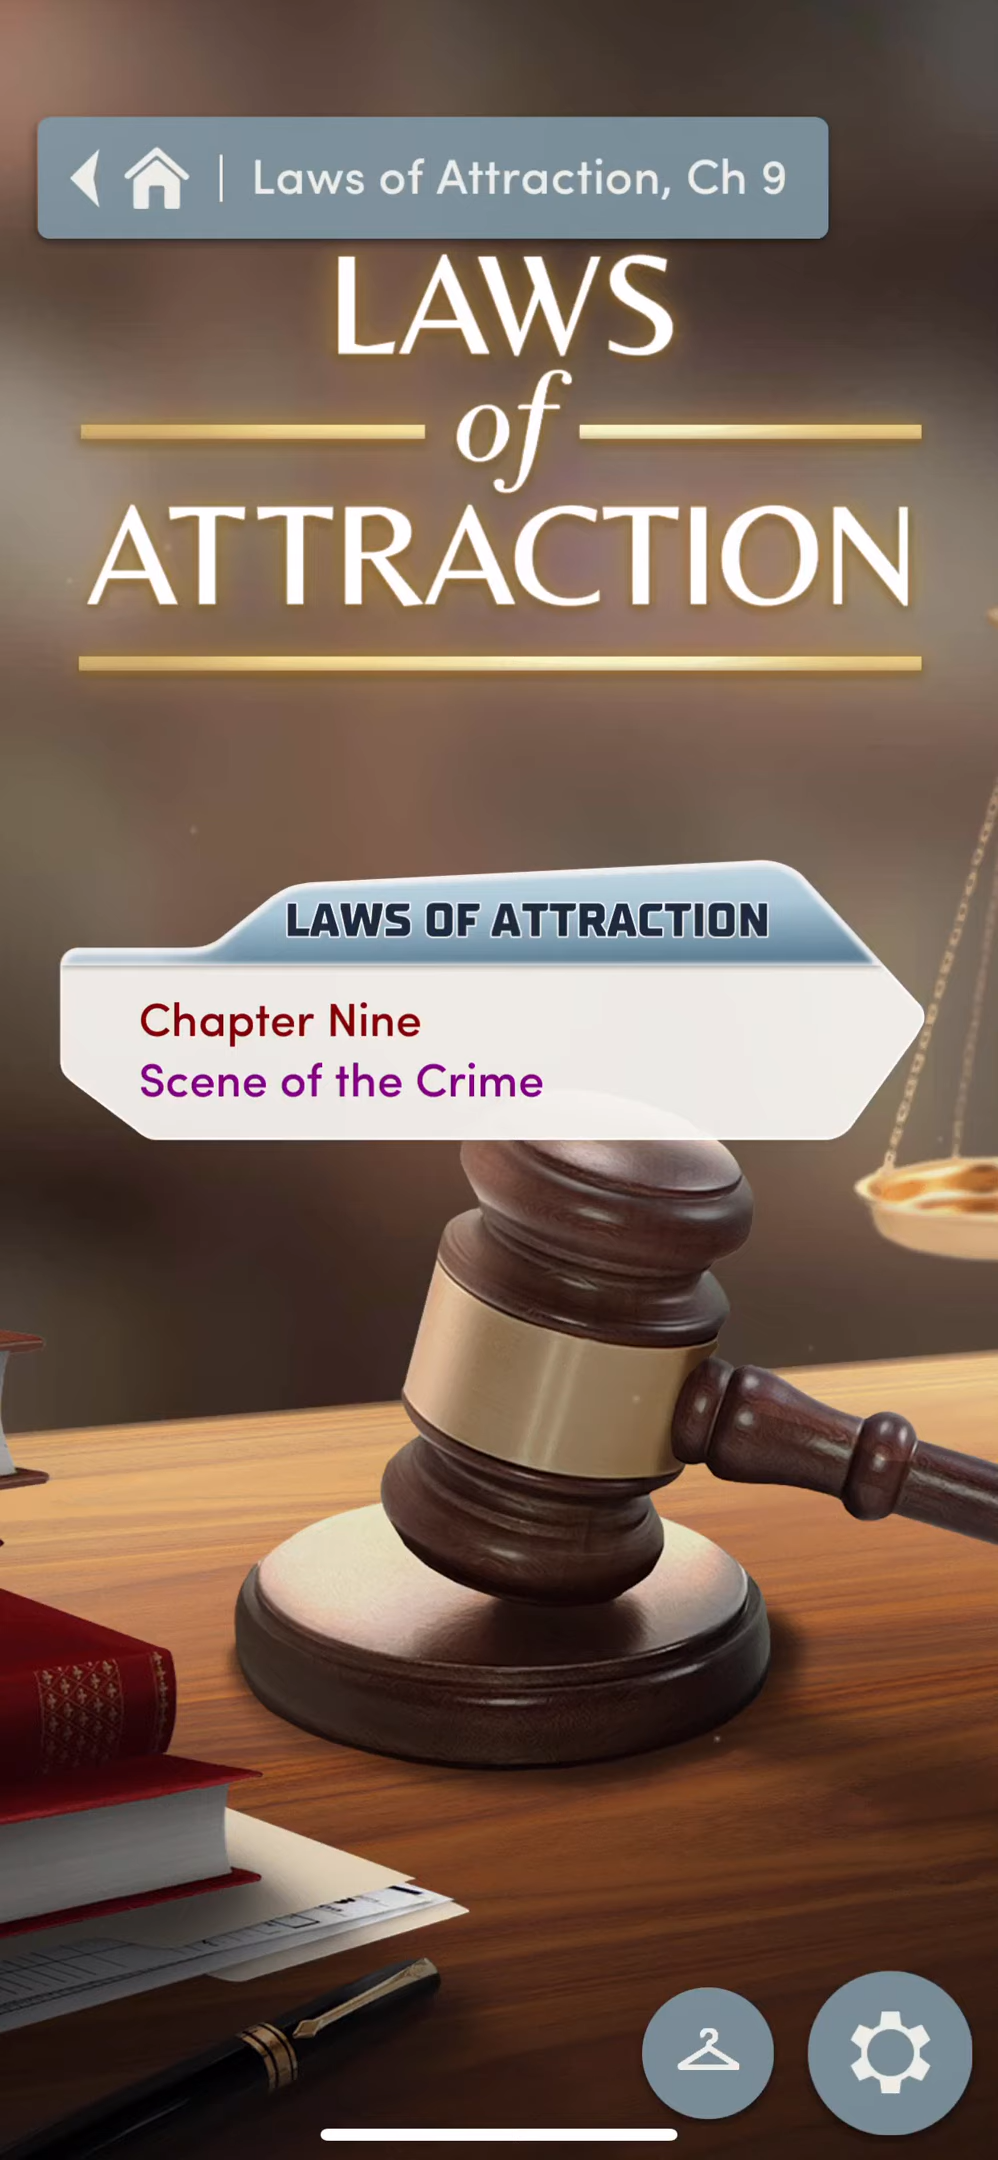 Laws of Attraction, Ch 9
LAWS
of
ATTRACTION
LAWS OF ATTRACTION
Chapter Nine
Scene of the Crime